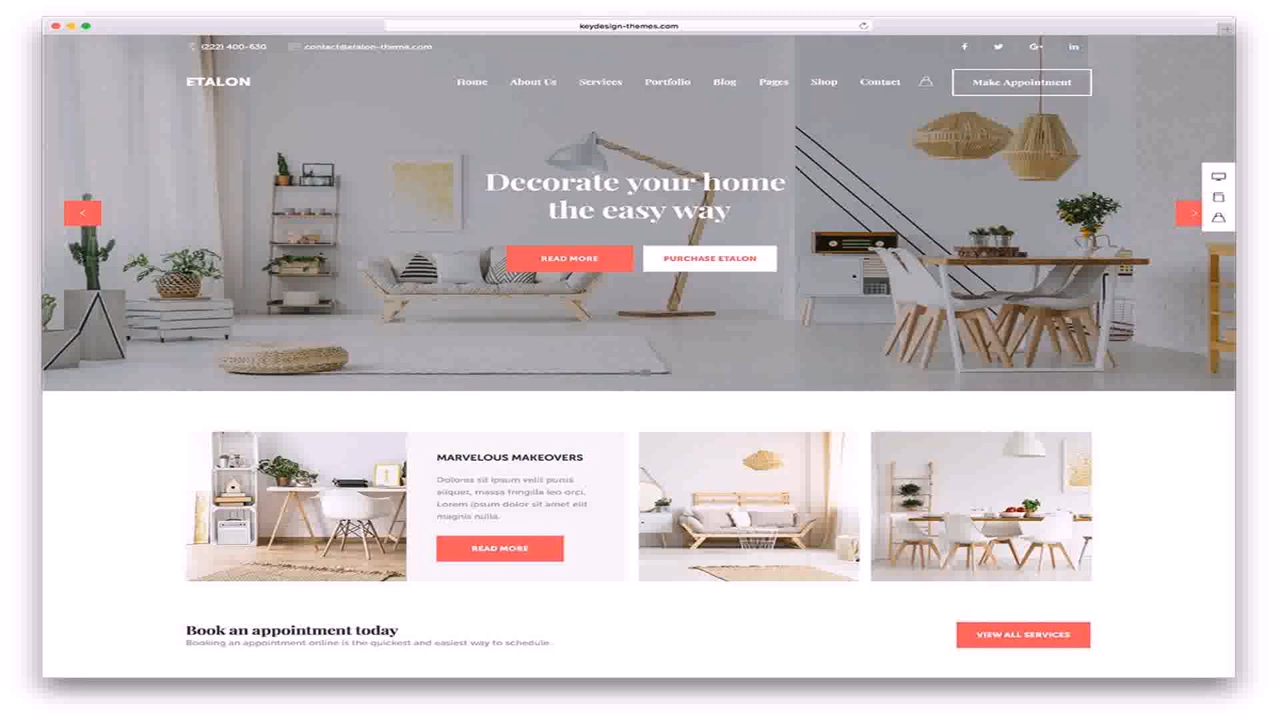 keydesign-themes.com
(222) 400-630 contact@etalon-theme.com
ETALON Home About Us Services Portfolio Blog Pages Shop Contact Make Appointment
Decorate your home
the easy way
READ MORE PURCHASE ETALON
MARVELOUS MAKEOVERS
Dolores sit ipsum velit purus
aliquet, massa fringilla leo orci.
Lorem ipsum dolor sit amet elit
magnis nulla.
READ MORE
Book an appointment today
Booking an appointment online is the quickest and easiest way to schedule.
VIEW ALL SERVICES